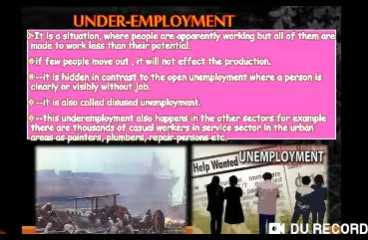 UNDER-EMPLOYMENT
It is a situation, where people are apparently working but all of them are
made to work less than their potential.
if few people move out , it will not effect the production.
--it is hidden in contrast to the open unemployment where a person is
clearly or visibly without job.
--it is also called disused unemployment.
--this underemployment also happens in the other sectors for example
there are thousands of casual workers in service sector in the urban
areas as painters, plumbers, repair persons etc.
Help Wanted
UNEMPLOYMENT
DU RECORD